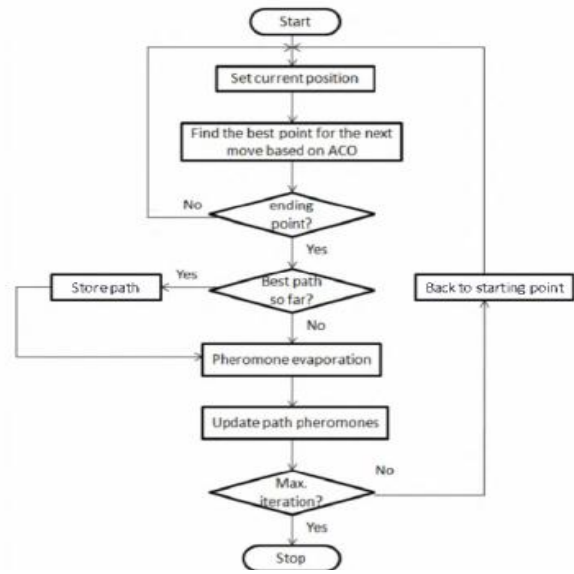 Start
Set current position
Find the best point for the next
move based on ACO
No
ending
point?
Yes
Store path
Yes
Best path
so far?
Back to starting point
No
Pheromone evaporation
Update path pheromones
No
Max.
iteration?
Yes
Stop